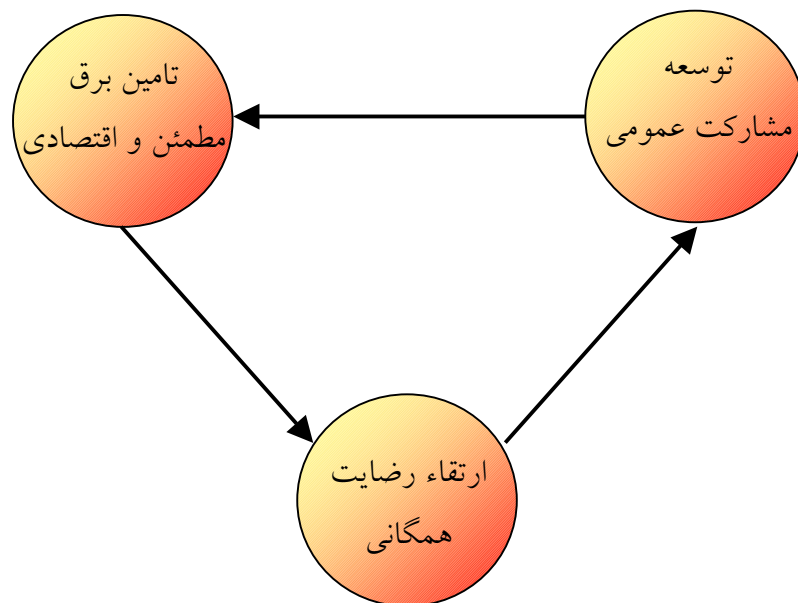 توسعه
مشارکت عمومی
تامین برق
مطمئن و اقتصادی
ارتقاء رضایت
همگانی